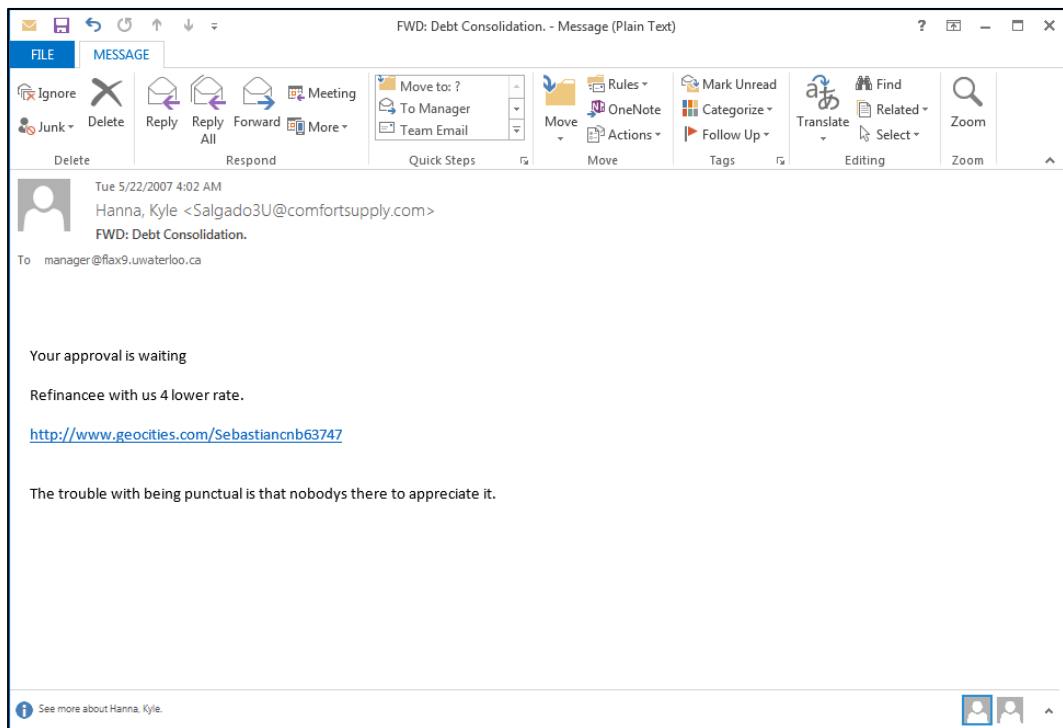 FWD: Debt Consolidation. - Message (Plain Text)
?
FILE MESSAGE
Ignore
Junk
Delete
Reply
Reply All
Forward
Meeting
More
Move to: ?
To Manager
Team Email
Move
Rules
OneNote
Actions
Mark Unread
Categorize
Follow Up
Translate
Find
Related
Select
Zoom
Delete Respond Quick Steps Move Tags Editing Zoom
Tue 5/22/2007 4:02 AM
Hanna, Kyle <Salgado3U@comfortsupply.com>
FWD: Debt Consolidation.
To manager@flax9.uwaterloo.ca
Your approval is waiting
Refinancee with us 4 lower rate.
http://www.geocities.com/Sebastiancnb63747
The trouble with being punctual is that nobodys there to appreciate it.
See more about Hanna, Kyle.